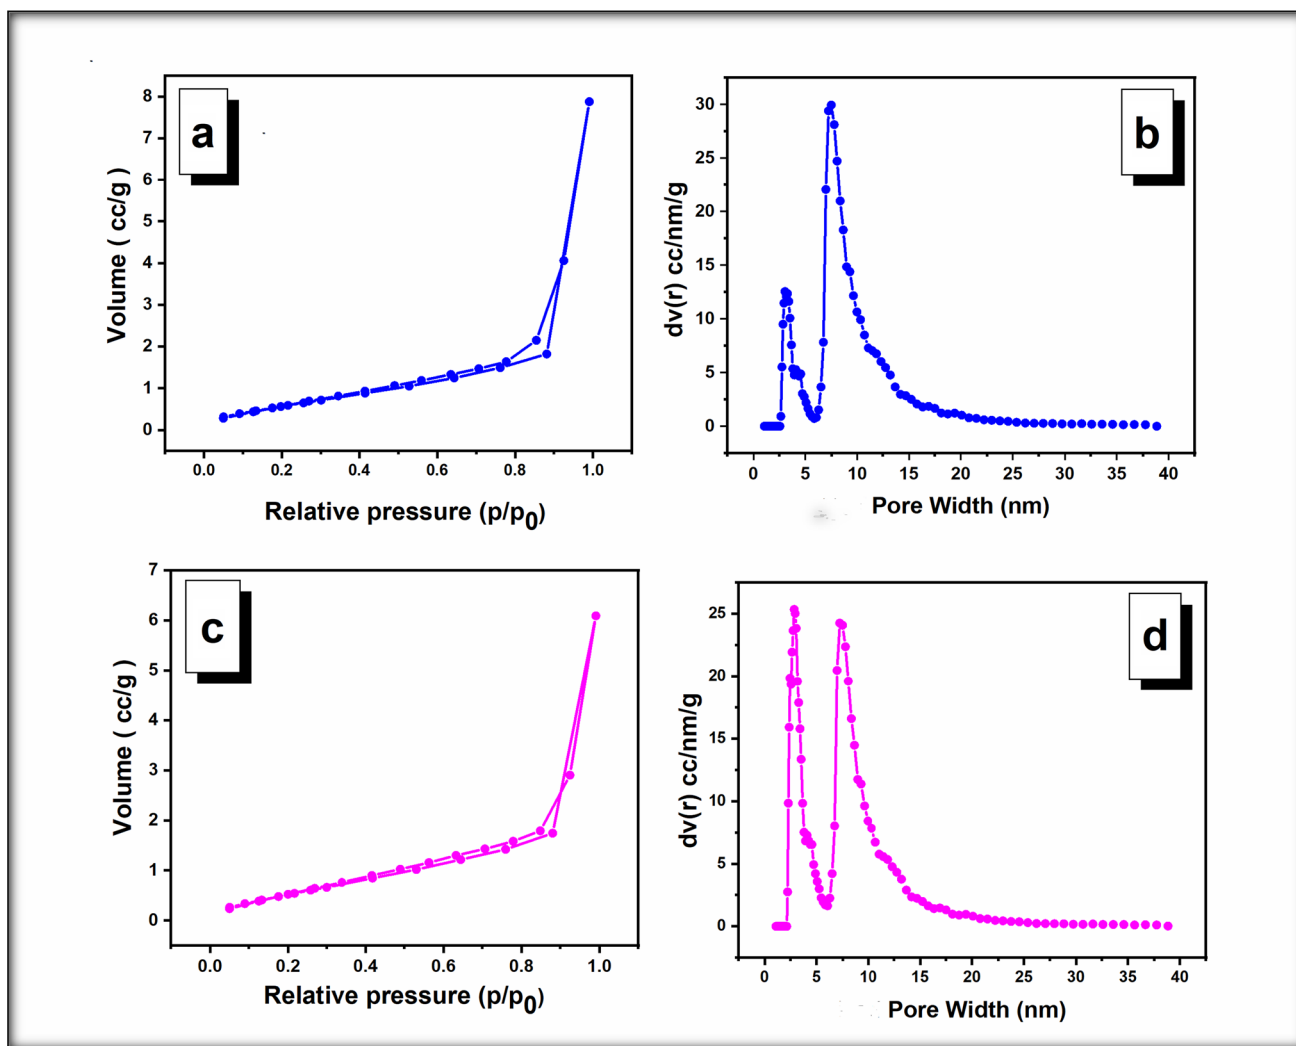 a
8
7
6
5
4
3
2
1
0
Volume ( cc/g)
0.0 0.2 0.4 0.6 0.8 1.0
Relative pressure (p/p0)
b
30
25
20
15
10
5
0
dv(r) cc/nm/g
0 5 10 15 20 25 30 35 40
Pore Width (nm)
c
7
6
5
4
3
2
1
0
Volume ( cc/g)
0.0 0.2 0.4 0.6 0.8 1.0
Relative pressure (p/p0)
d
25
20
15
10
5
0
dv(r) cc/nm/g
0 5 10 15 20 25 30 35 40
Pore Width (nm)